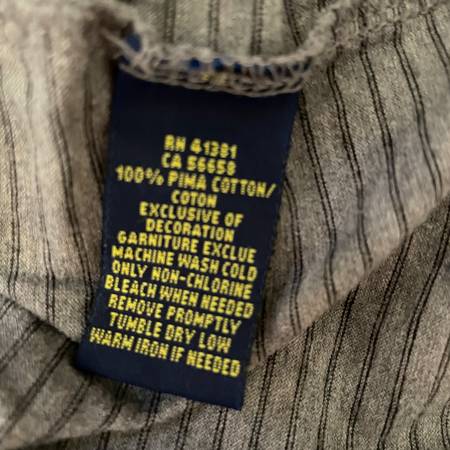 RN 41381
CA 56658
100% PIMA COTTON/
COTON
EXCLUSIVE OF
DECORATION
GARNITURE EXCLUE
MACHINE WASH COLD
ONLY NON-CHLORINE
BLEACH WHEN NEEDED
REMOVE PROMPTLY
TUMBLE DRY LOW
WARM IRON IF NEEDED